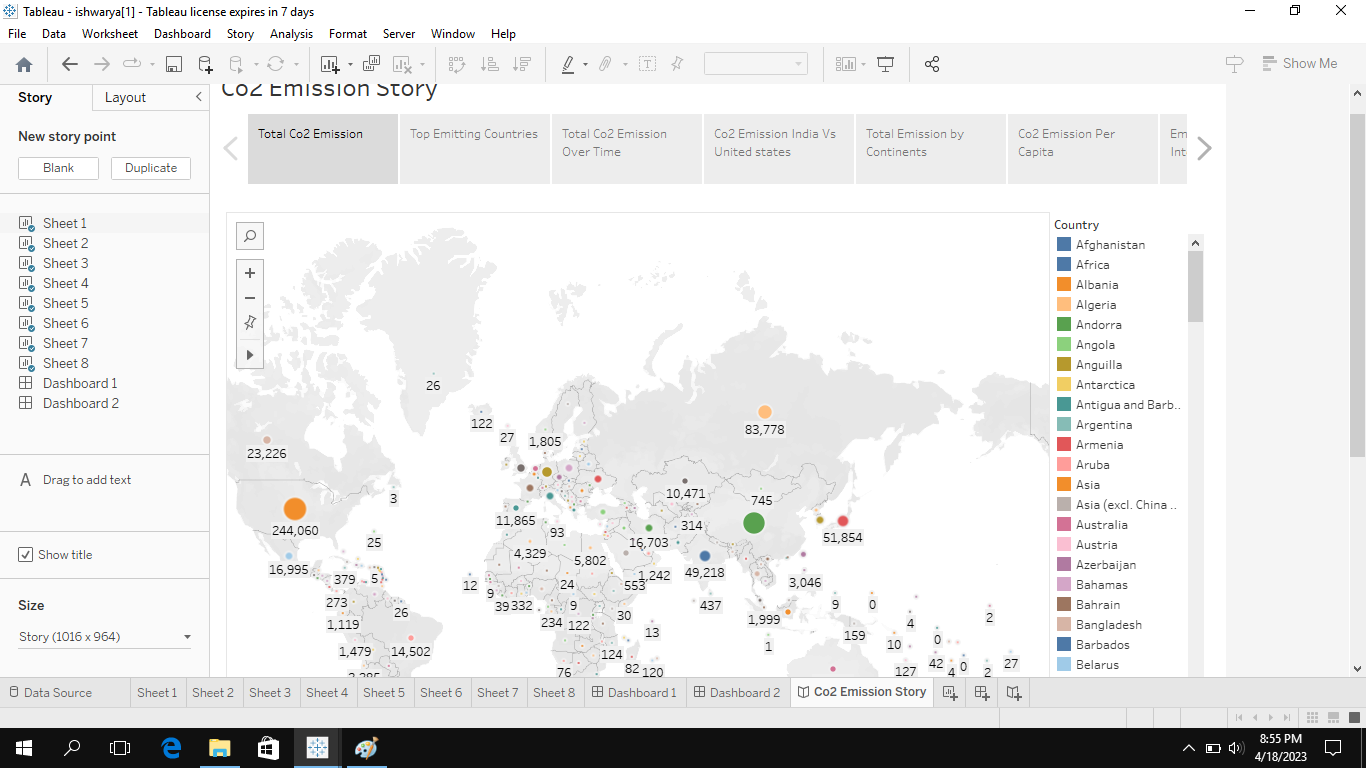 Tableau - ishwarya[1] - Tableau license expires in 7 days
File Data Worksheet Dashboard Story Analysis Format Server Window Help
Show Me
Story Layout
New story point
Blank Duplicate
Sheet 1
Sheet 2
Sheet 3
Sheet 4
Sheet 5
Sheet 6
Sheet 7
Sheet 8
Dashboard 1
Dashboard 2
A Drag to add text
Show title
Size
Story (1016 x 964)
Co2 Emission Story
Total Co2 Emission
Top Emitting Countries
Total Co2 Emission
Over Time
Co2 Emission India Vs
United states
Total Emission by
Continents
Co2 Emission Per
Capita
Em
Int
26
122
27
1,805
83,778
23,226
3
10,471
745
244,060
11,865
93
314
51,854
25
16,703
4,329
5,802
16,995
379
5
12
9
24
553
1,242
49,218
3,046
273
26
39
332
9
437
9
0
1,119
234
122
30
1,999
4
2
13
159
10
0
1,479
14,502
1
124
76
82
120
127
42
4
0
2
27
Country
Afghanistan
Africa
Albania
Algeria
Andorra
Angola
Anguilla
Antarctica
Antigua and Barb..
Argentina
Armenia
Aruba
Asia
Asia (excl. China ..
Australia
Austria
Azerbaijan
Bahamas
Bahrain
Bangladesh
Barbados
Belarus
Data Source Sheet 1 Sheet 2 Sheet 3 Sheet 4 Sheet 5 Sheet 6 Sheet 7 Sheet 8 Dashboard 1 Dashboard 2 Co2 Emission Story
8:55 PM
4/18/2023